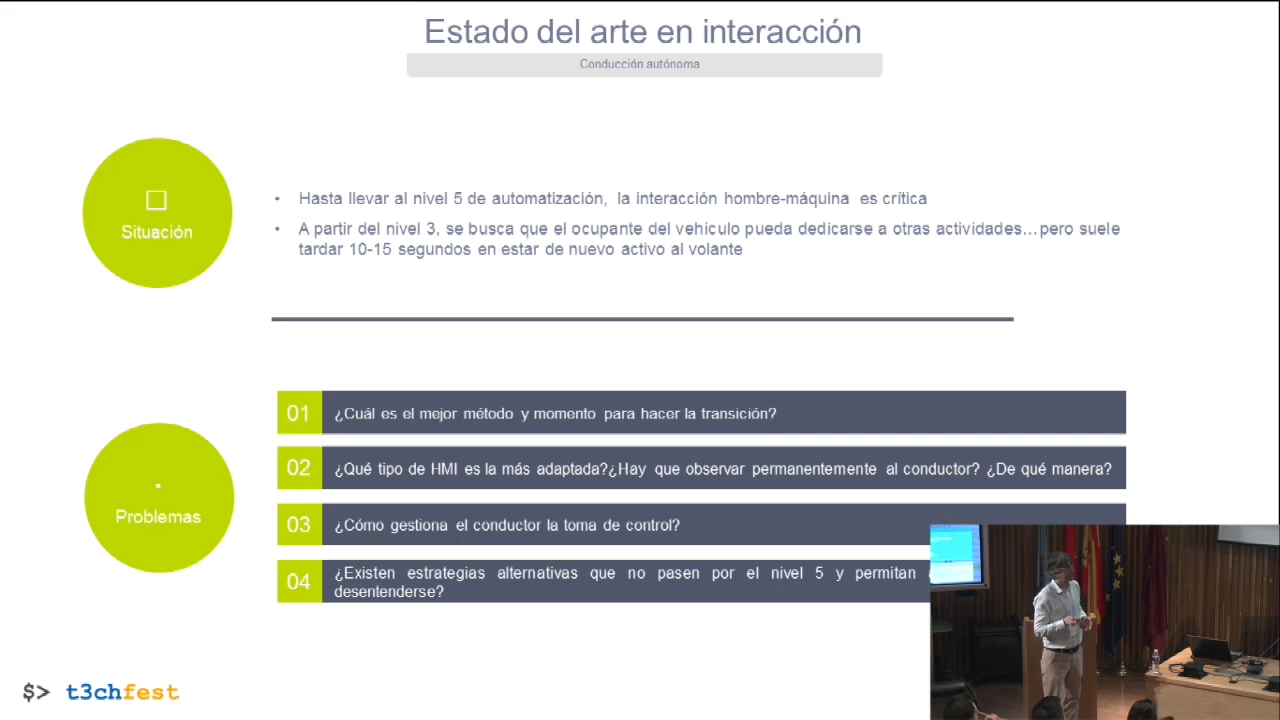 Estado del arte en interacción
Conducción autónoma
Situación
• Hasta llevar al nivel 5 de automatización, la interacción hombre-máquina es crítica
• A partir del nivel 3, se busca que el ocupante del vehículo pueda dedicarse a otras actividades…pero suele
tardar 10-15 segundos en estar de nuevo activo al volante
Problemas
01 ¿Cuál es el mejor método y momento para hacer la transición?
02 ¿Qué tipo de HMI es la más adaptada?¿Hay que observar permanentemente al conductor? ¿De qué manera?
03 ¿Cómo gestiona el conductor la toma de control?
04 ¿Existen estrategias alternativas que no pasen por el nivel 5 y permitan
desentenderse?
$> t3chfest